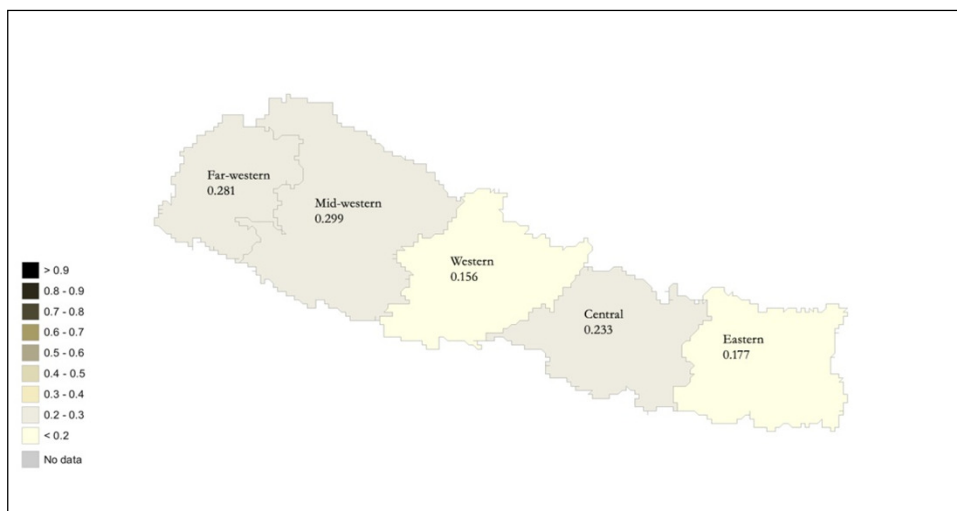 Far-western
0.281
Mid-western
0.299
Western
0.156
Central
0.233
Eastern
0.177
> 0.9
0.8 - 0.9
0.7 - 0.8
0.6 - 0.7
0.5 - 0.6
0.4 - 0.5
0.3 - 0.4
0.2 - 0.3
< 0.2
No data